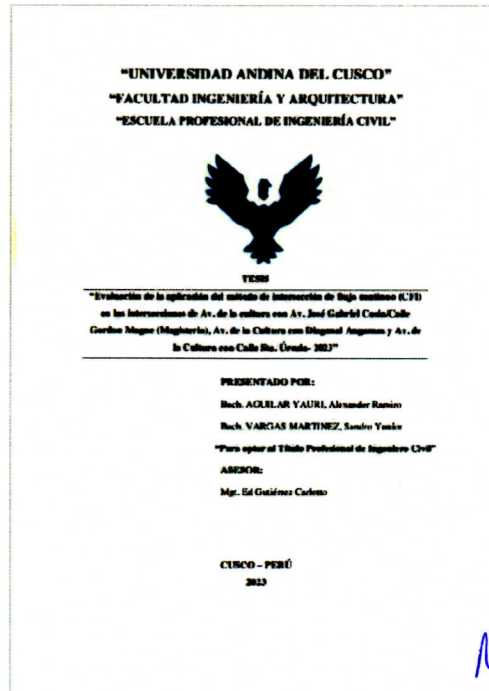 “UNIVERSIDAD ANDINA DEL CUSCO”
“FACULTAD INGENIERÍA Y ARQUITECTURA”
“ESCUELA PROFESIONAL DE INGENIERÍA CIVIL”
TESIS
“Evaluación de la aplicación del método de intersección de flujo continuo (CFI)
en las intersecciones de Av. de la cultura con Av. José Gabriel Cosio/Calle
Gordon Magne (Magisterio), Av. de la Cultura con Diagonal Angamos y Av. de
la Cultura con Calle Sta. Úrsula- 2023”
PRESENTADO POR:
Bach. AGUILAR YAURI, Alexander Ramiro
Bach. VARGAS MARTINEZ, Sandro
“Para optar al Título Profesional de Ingeniero Civil”
ASESOR:
Mgt. Ed Gutiérrez Carlotto
CUSCO – PERÚ
2023